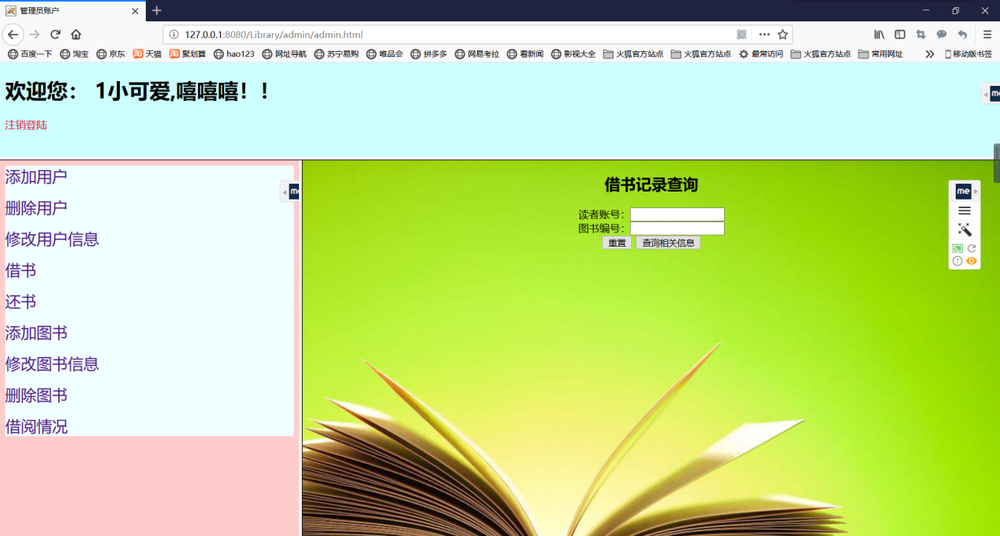 管理员账户
127.0.0.1:8080/Library/admin/admin.html
百度一下 淘宝 京东 天猫 聚划算 hao123 网址导航 苏宁易购 唯品会 拼多多 网易考拉 看新闻 影视大全 火狐官方站点 火狐官方站点 最常访问 火狐官方站点 常用网址 移动版书签
欢迎您： 1小可爱,嘻嘻嘻！！
注销登陆
添加用户
删除用户
修改用户信息
借书
还书
添加图书
修改图书信息
删除图书
借阅情况
借书记录查询
读者账号：
图书编号：
重置 查询相关信息
me